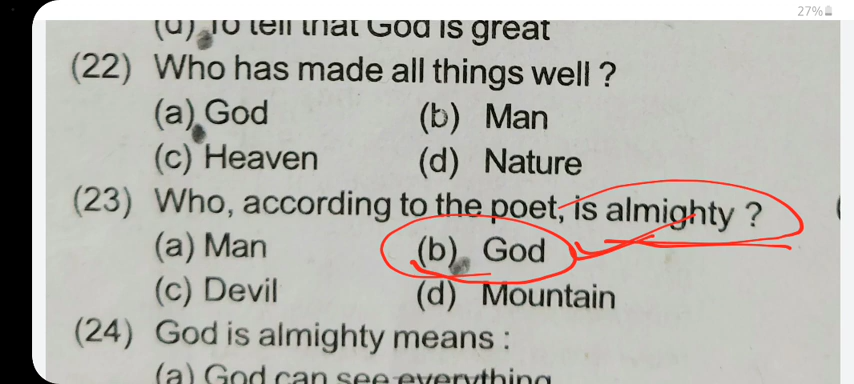 27%
(d) To tell that God is great
(22) Who has made all things well ?
(a) God (b) Man
(c) Heaven (d) Nature
(23) Who, according to the poet, is almighty ?
(a) Man (b) God
(c) Devil (d) Mountain
(24) God is almighty means :
(a) God can see everything